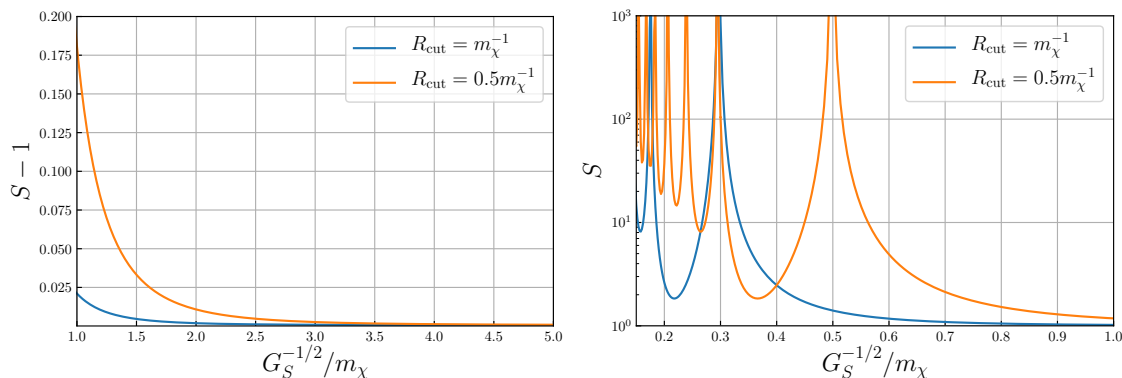 0.200
0.175
0.150
0.125
0.100
0.075
0.050
0.025
S − 1
1.0 1.5 2.0 2.5 3.0 3.5 4.0 4.5 5.0
G_S^{-1/2}/m_χ
R_cut = m_χ^{-1}
R_cut = 0.5m_χ^{-1}
10^3
10^2
10^1
10^0
S
0.2 0.3 0.4 0.5 0.6 0.7 0.8 0.9 1.0
G_S^{-1/2}/m_χ
R_cut = m_χ^{-1}
R_cut = 0.5m_χ^{-1}